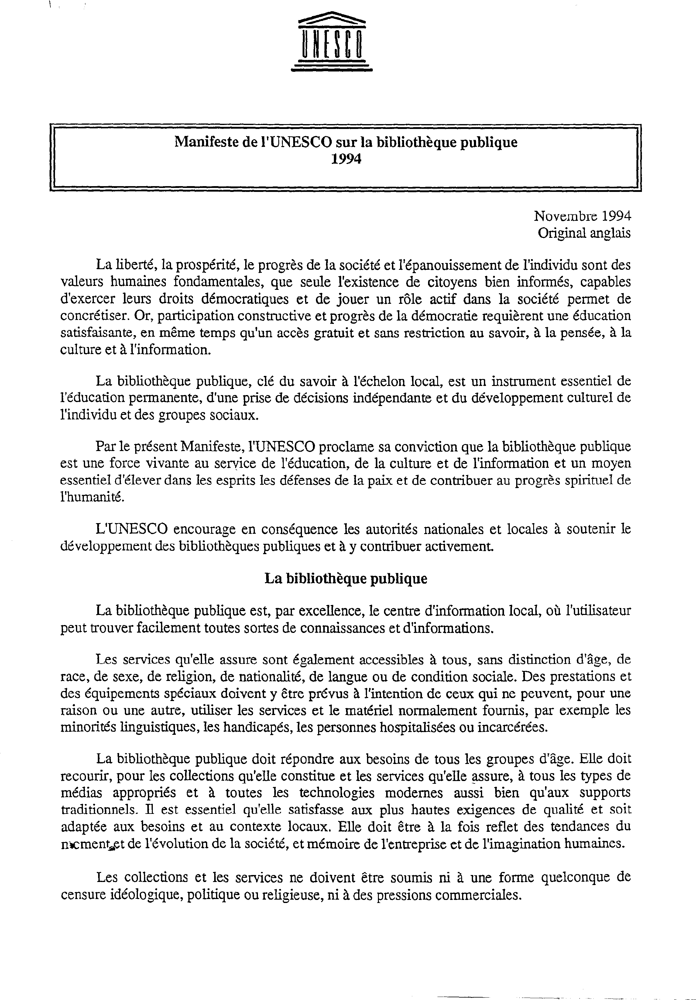 UNESCO
Manifeste de l'UNESCO sur la bibliothèque publique
1994
Novembre 1994
Original anglais
La liberté, la prospérité, le progrès de la société et l'épanouissement de l'individu sont des
valeurs humaines fondamentales, que seule l'existence de citoyens bien informés, capables
d'exercer leurs droits démocratiques et de jouer un rôle actif dans la société permet de
concrétiser. Or, participation constructive et progrès de la démocratie requièrent une éducation
satisfaisante, en même temps qu'un accès gratuit et sans restriction au savoir, à la pensée, à la
culture et à l'information.
La bibliothèque publique, clé du savoir à l'échelon local, est un instrument essentiel de
l'éducation permanente, d'une prise de décisions indépendante et du développement culturel de
l'individu et des groupes sociaux.
Par le présent Manifeste, l'UNESCO proclame sa conviction que la bibliothèque publique
est une force vivante au service de l'éducation, de la culture et de l'information et un moyen
essentiel d'élever dans les esprits les défenses de la paix et de contribuer au progrès spirituel de
l'humanité.
L'UNESCO encourage en conséquence les autorités nationales et locales à soutenir le
développement des bibliothèques publiques et à y contribuer activement.
La bibliothèque publique
La bibliothèque publique est, par excellence, le centre d'information local, où l'utilisateur
peut trouver facilement toutes sortes de connaissances et d'informations.
Les services qu'elle assure sont également accessibles à tous, sans distinction d'âge, de
race, de sexe, de religion, de nationalité, de langue ou de condition sociale. Des prestations et
des équipements spéciaux doivent y être prévus à l'intention de ceux qui ne peuvent, pour une
raison ou une autre, utiliser les services et le matériel normalement fournis, par exemple les
minorités linguistiques, les handicapés, les personnes hospitalisées ou incarcérées.
La bibliothèque publique doit répondre aux besoins de tous les groupes d'âge. Elle doit
recourir, pour les collections qu'elle constitue et les services qu'elle assure, à tous les types de
médias appropriés et à toutes les technologies modernes aussi bien qu'aux supports
traditionnels. Il est essentiel qu'elle satisfasse aux plus hautes exigences de qualité et soit
adaptée aux besoins et au contexte locaux. Elle doit être à la fois reflet des tendances du
moment et de l'évolution de la société, et mémoire de l'entreprise et de l'imagination humaines.
Les collections et les services ne doivent être soumis ni à une forme quelconque de
censure idéologique, politique ou religieuse, ni à des pressions commerciales.